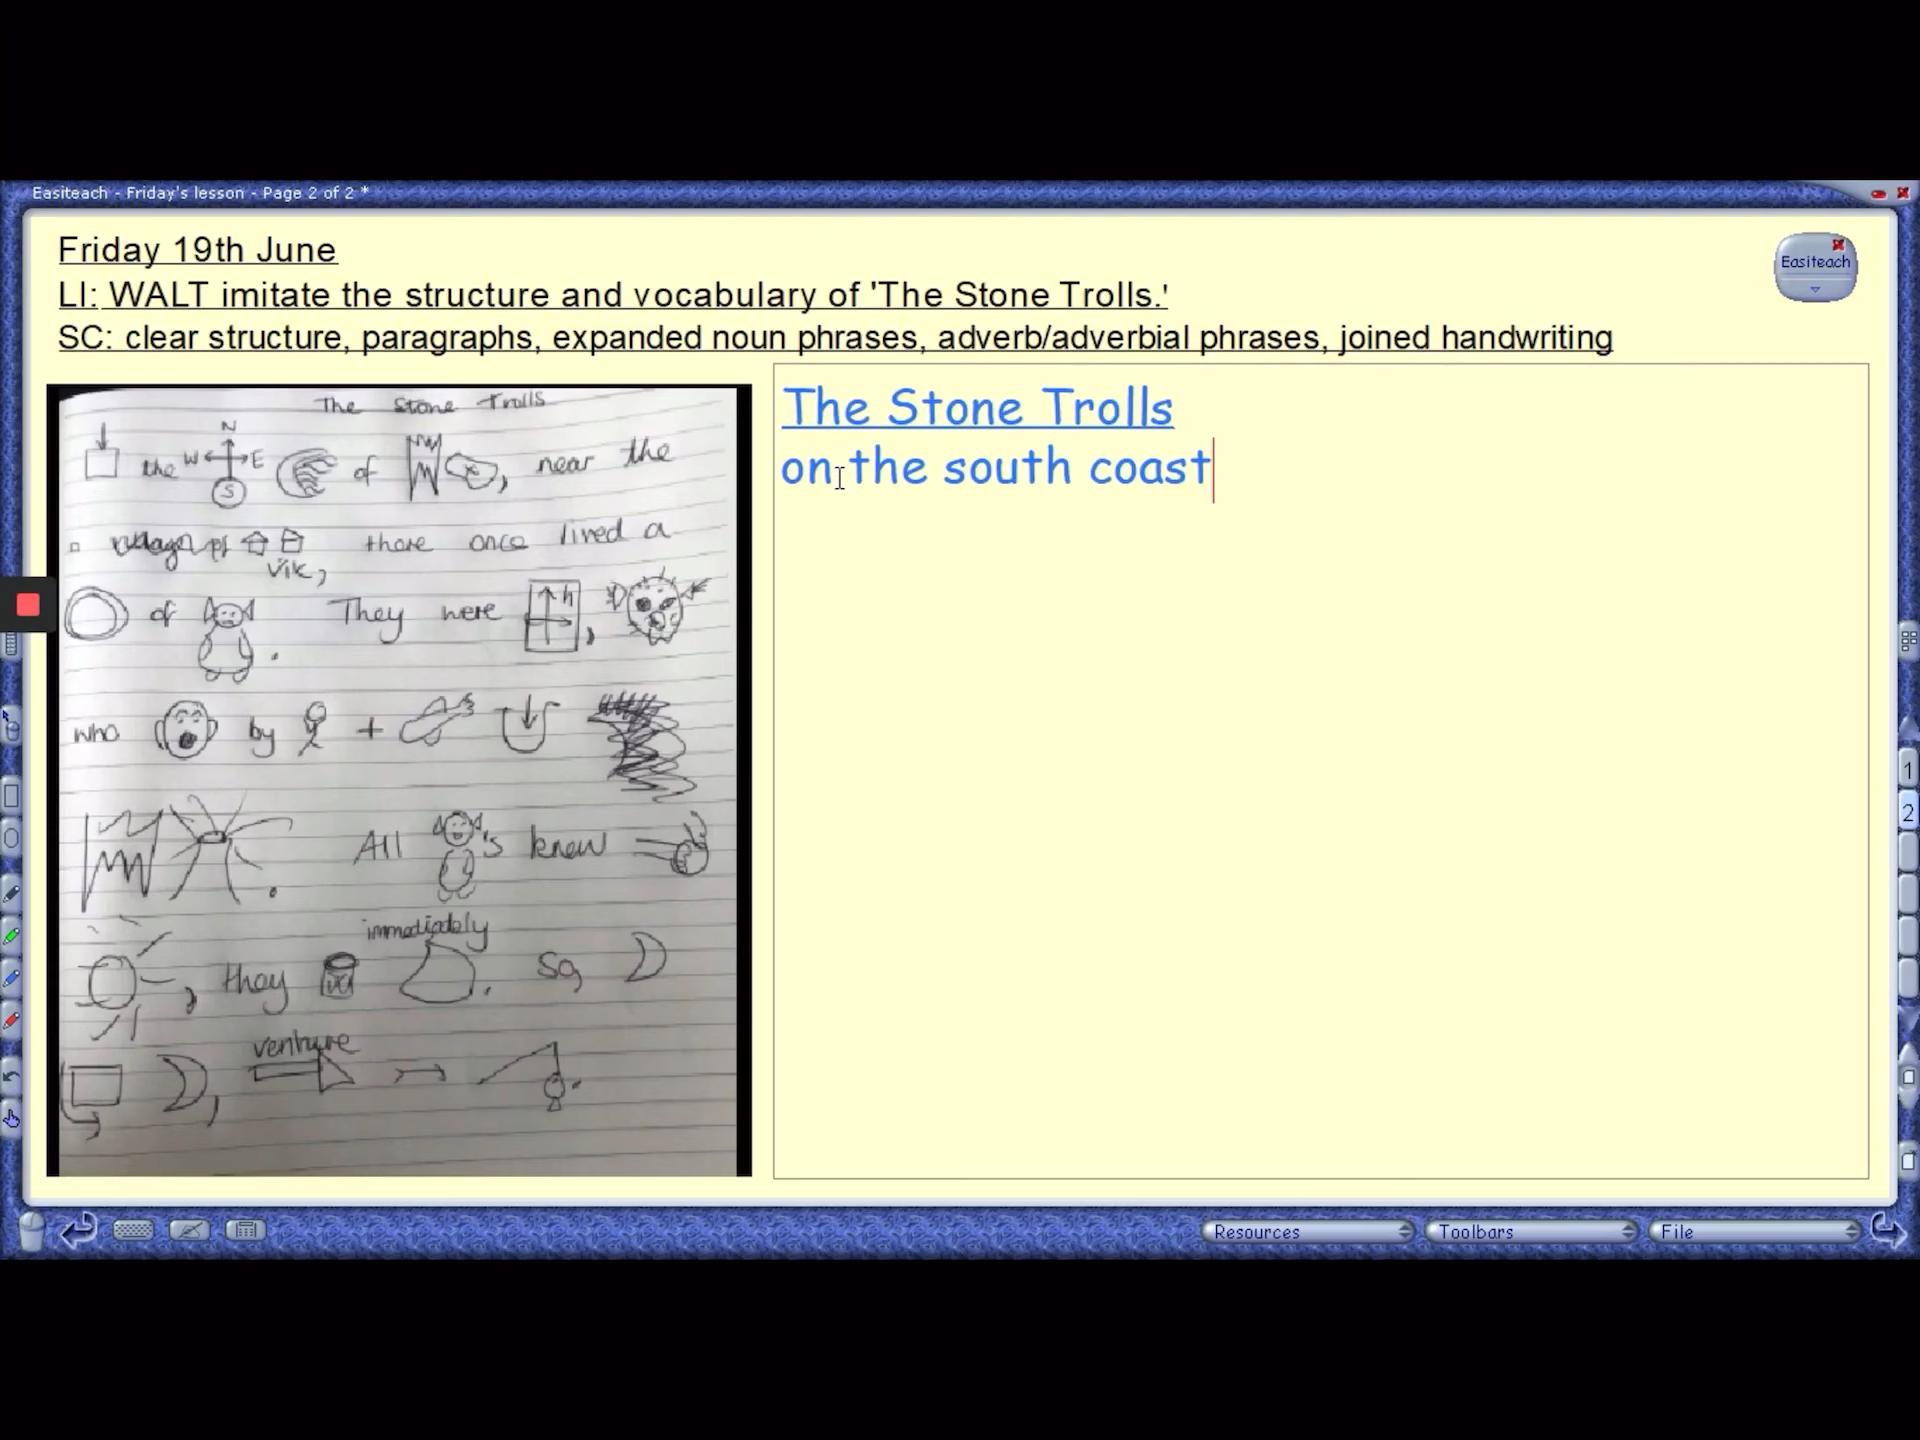 Easiteach - Friday's lesson - Page 2 of 2 *
Friday 19th June
Easiteach
LI: WALT imitate the structure and vocabulary of 'The Stone Trolls.'
SC: clear structure, paragraphs, expanded noun phrases, adverb/adverbial phrases, joined handwriting
The Stone Trolls
N
the W E of , near the
S
there once lived a
Vik,
of . They were h,
who by +
. All 's knew
immediately
, they . So,
venture
,
The Stone Trolls
on the south coast
1
2
Resources
Toolbars
File